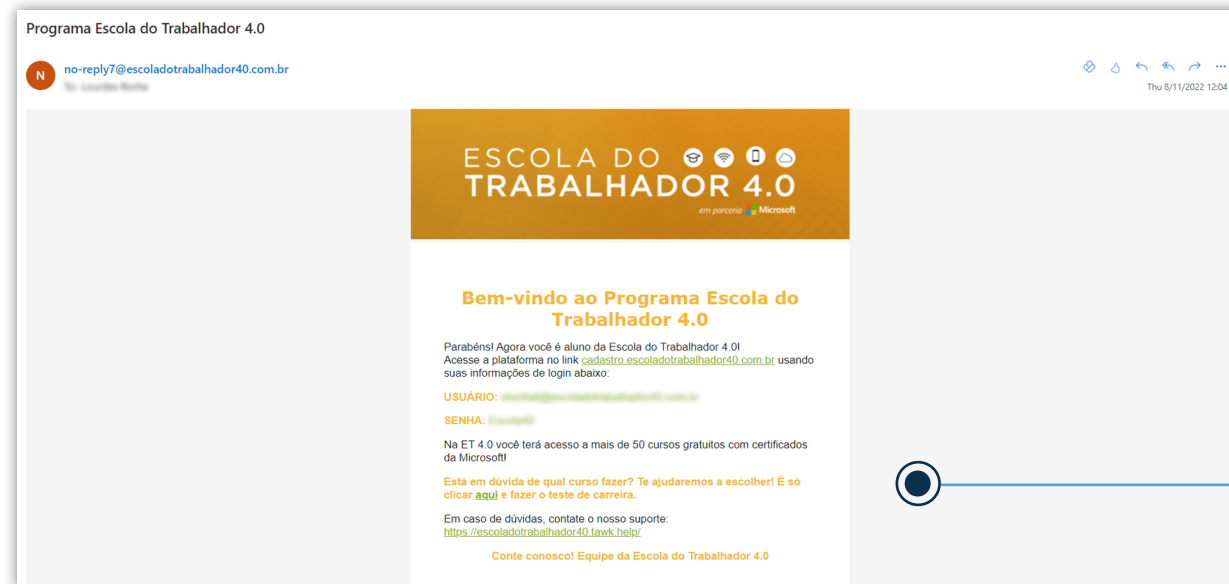 Programa Escola do Trabalhador 4.0
N
no-reply7@escoladotrabalhador40.com.br
Thu 8/11/2022 12:04
ESCOLA DO
TRABALHADOR 4.0
em parceria Microsoft
Bem-vindo ao Programa Escola do
Trabalhador 4.0
Parabéns! Agora você é aluno da Escola do Trabalhador 4.0!
Acesse a plataforma no link cadastro.escoladotrabalhador40.com.br usando
suas informações de login abaixo:
USUÁRIO:
SENHA:
Na ET 4.0 você terá acesso a mais de 50 cursos gratuitos com certificados
da Microsoft!
Está em dúvida de qual curso fazer? Te ajudaremos a escolher! É só
clicar aqui e fazer o teste de carreira.
Em caso de dúvidas, contate o nosso suporte:
https://escoladotrabalhador40.tawk.help/
Conte conosco! Equipe da Escola do Trabalhador 4.0